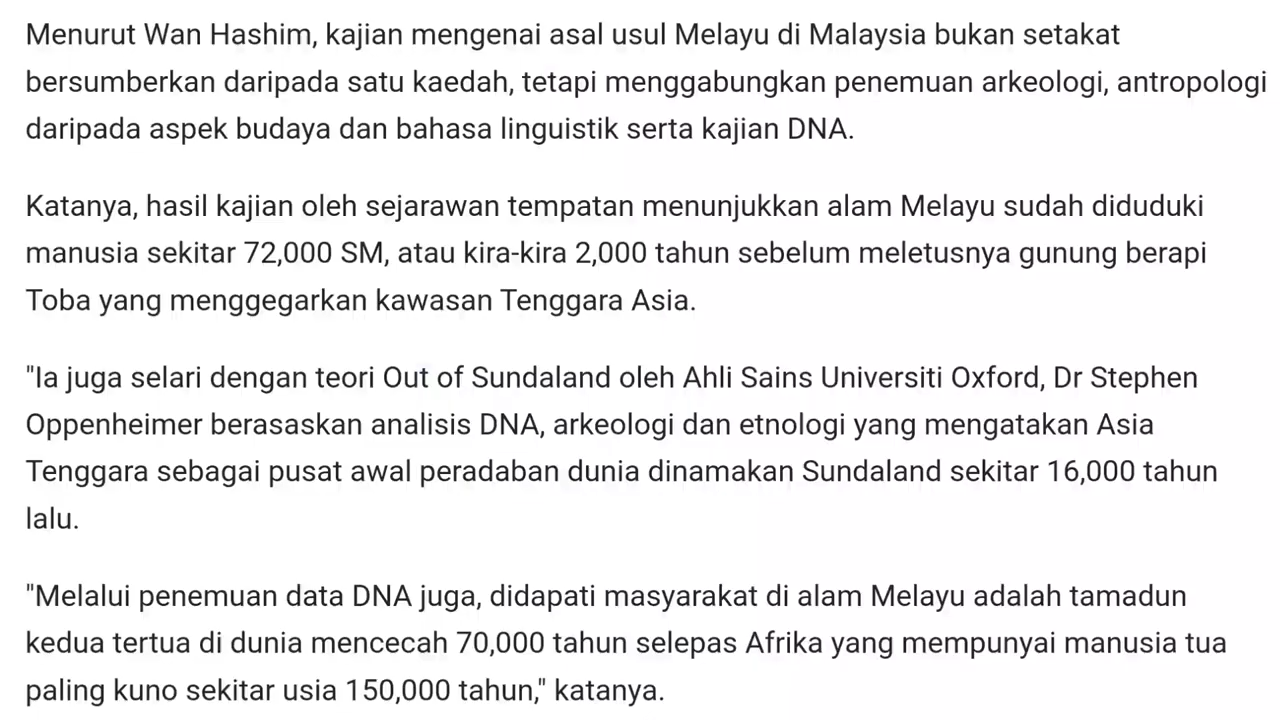 Menurut Wan Hashim, kajian mengenai asal usul Melayu di Malaysia bukan setakat
bersumberkan daripada satu kaedah, tetapi menggabungkan penemuan arkeologi, antropologi
daripada aspek budaya dan bahasa linguistik serta kajian DNA.
Katanya, hasil kajian oleh sejarawan tempatan menunjukkan alam Melayu sudah diduduki
manusia sekitar 72,000 SM, atau kira-kira 2,000 tahun sebelum meletusnya gunung berapi
Toba yang menggegarkan kawasan Tenggara Asia.
"Ia juga selari dengan teori Out of Sundaland oleh Ahli Sains Universiti Oxford, Dr Stephen
Oppenheimer berasaskan analisis DNA, arkeologi dan etnologi yang mengatakan Asia
Tenggara sebagai pusat awal peradaban dunia dinamakan Sundaland sekitar 16,000 tahun
lalu.
"Melalui penemuan data DNA juga, didapati masyarakat di alam Melayu adalah tamadun
kedua tertua di dunia mencecah 70,000 tahun selepas Afrika yang mempunyai manusia tua
paling kuno sekitar usia 150,000 tahun," katanya.